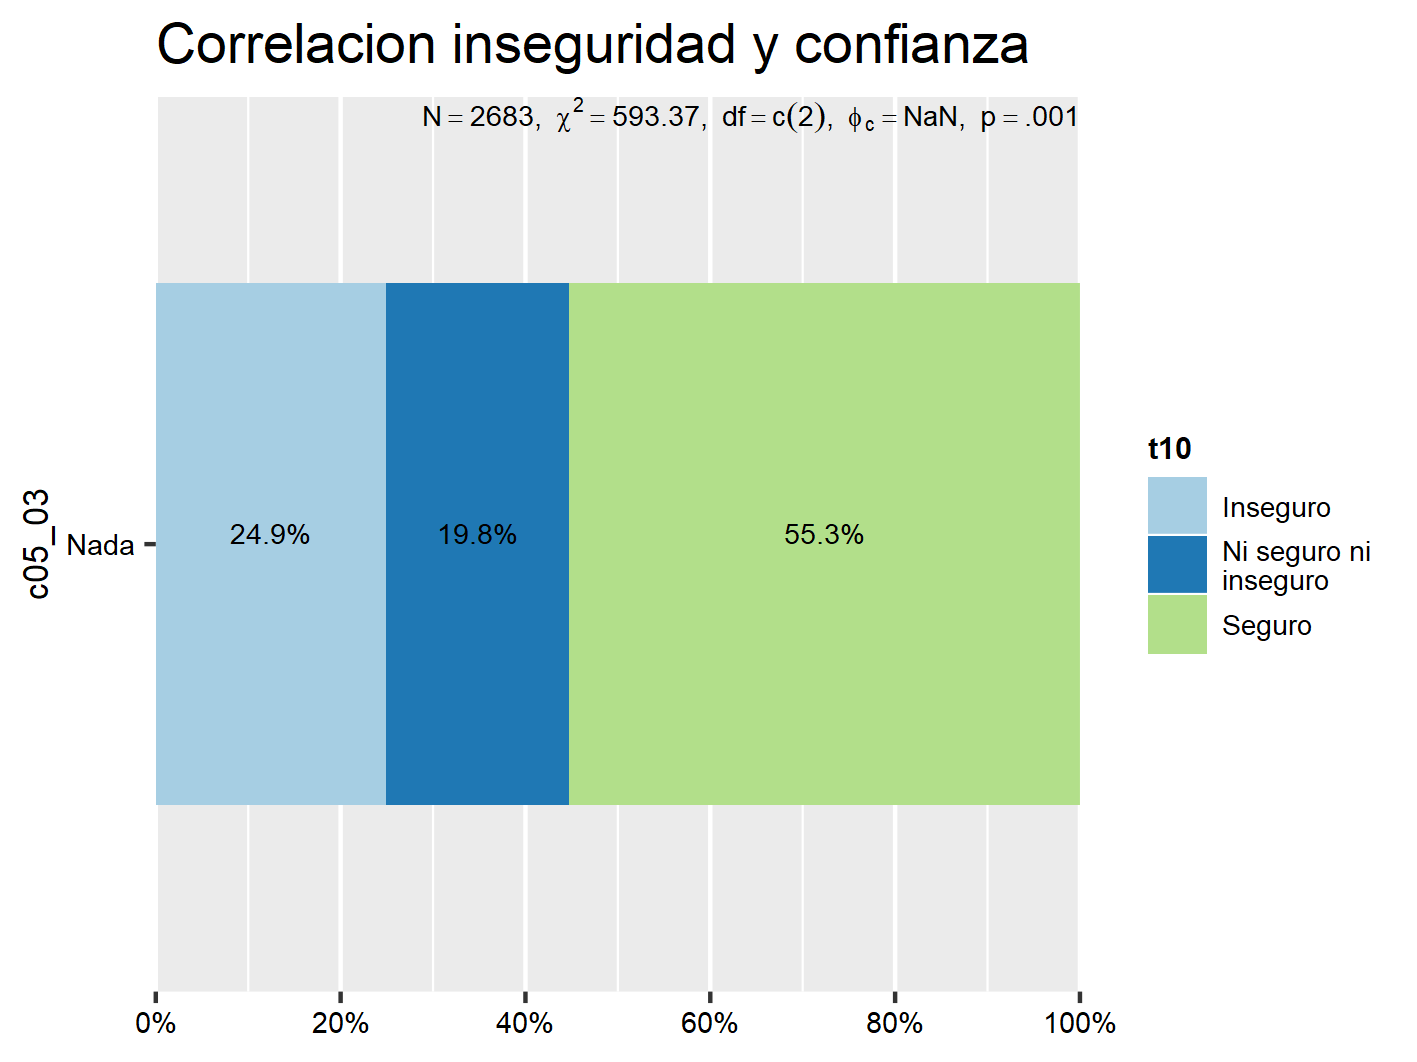 Correlacion inseguridad y confianza
N = 2683, χ² = 593.37, df = c(2), ϕc = NaN, p = .001
c05_03
Nada
24.9%
19.8%
55.3%
t10
Inseguro
Ni seguro ni
inseguro
Seguro
0%
20%
40%
60%
80%
100%